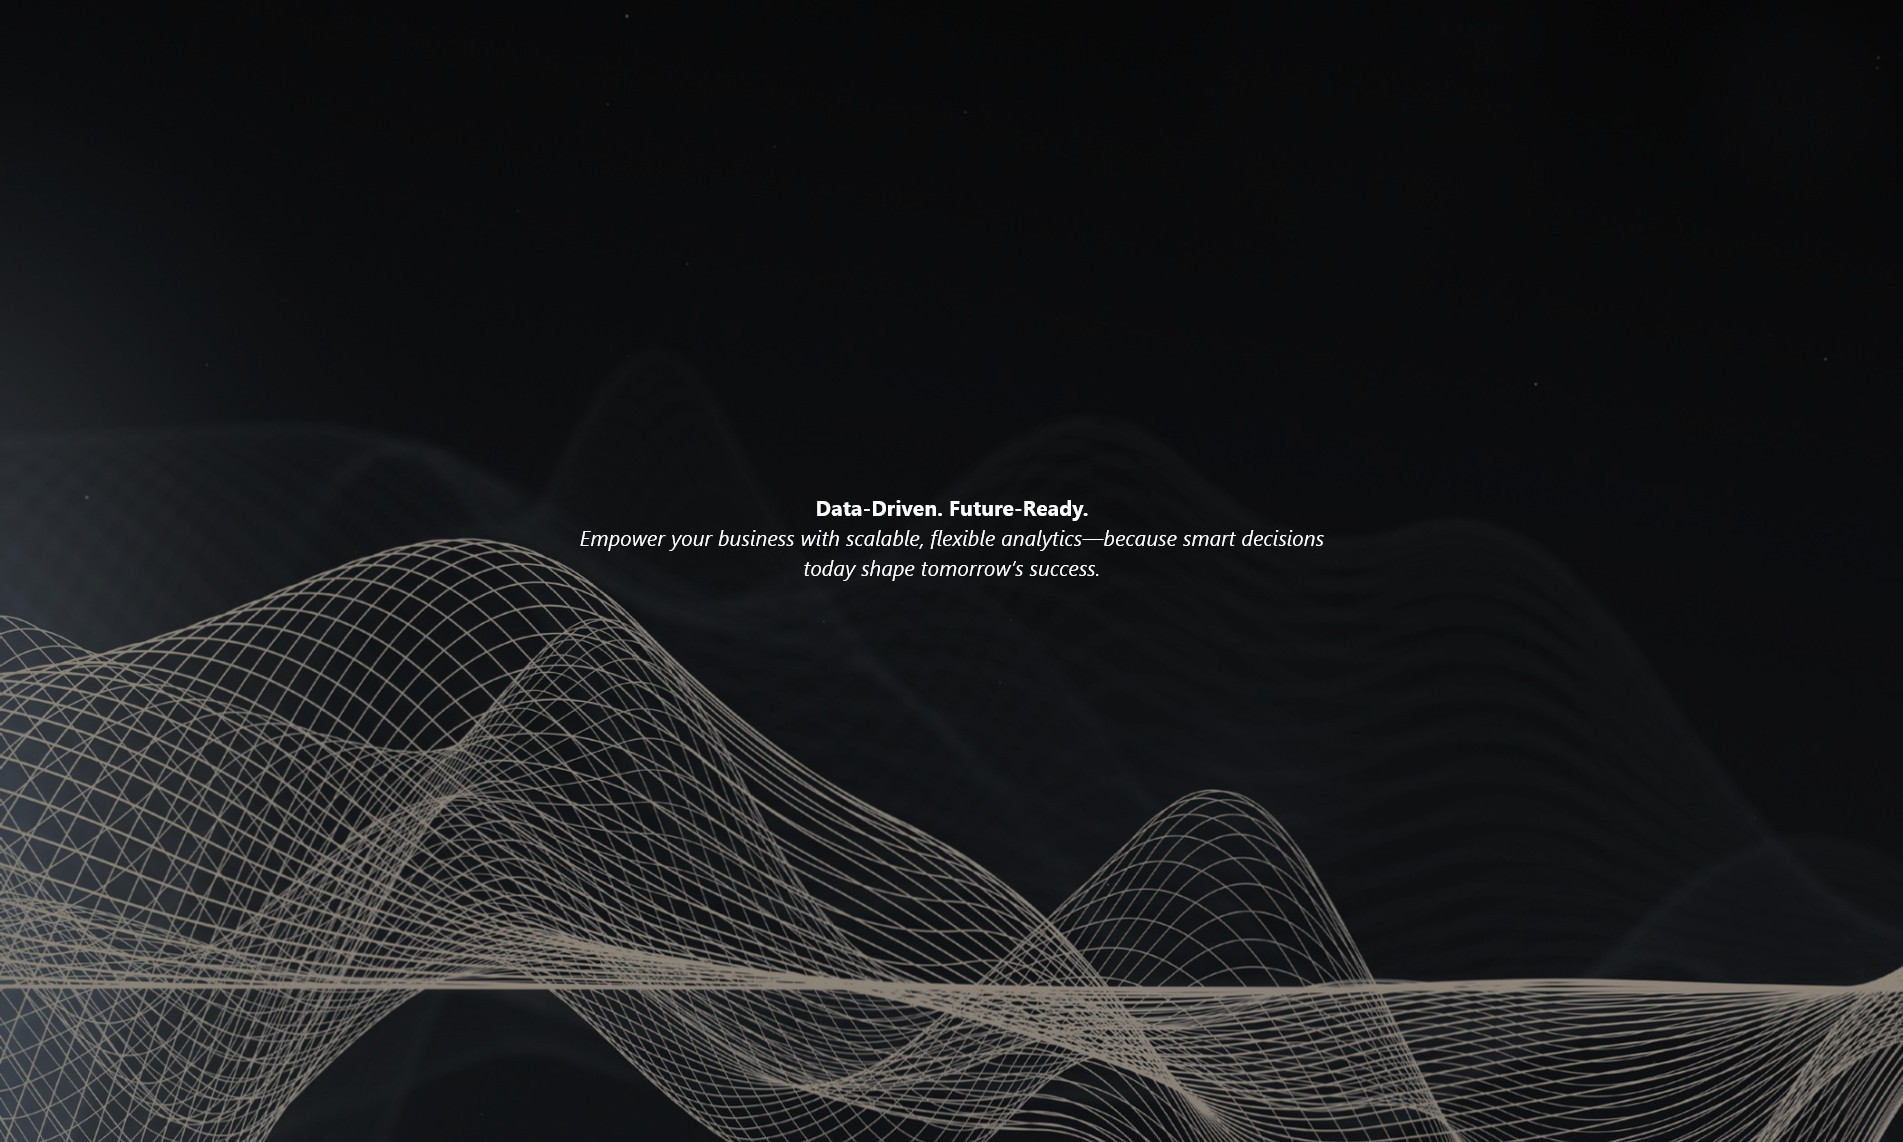 Data-Driven. Future-Ready.
Empower your business with scalable, flexible analytics—because smart decisions
today shape tomorrow’s success.